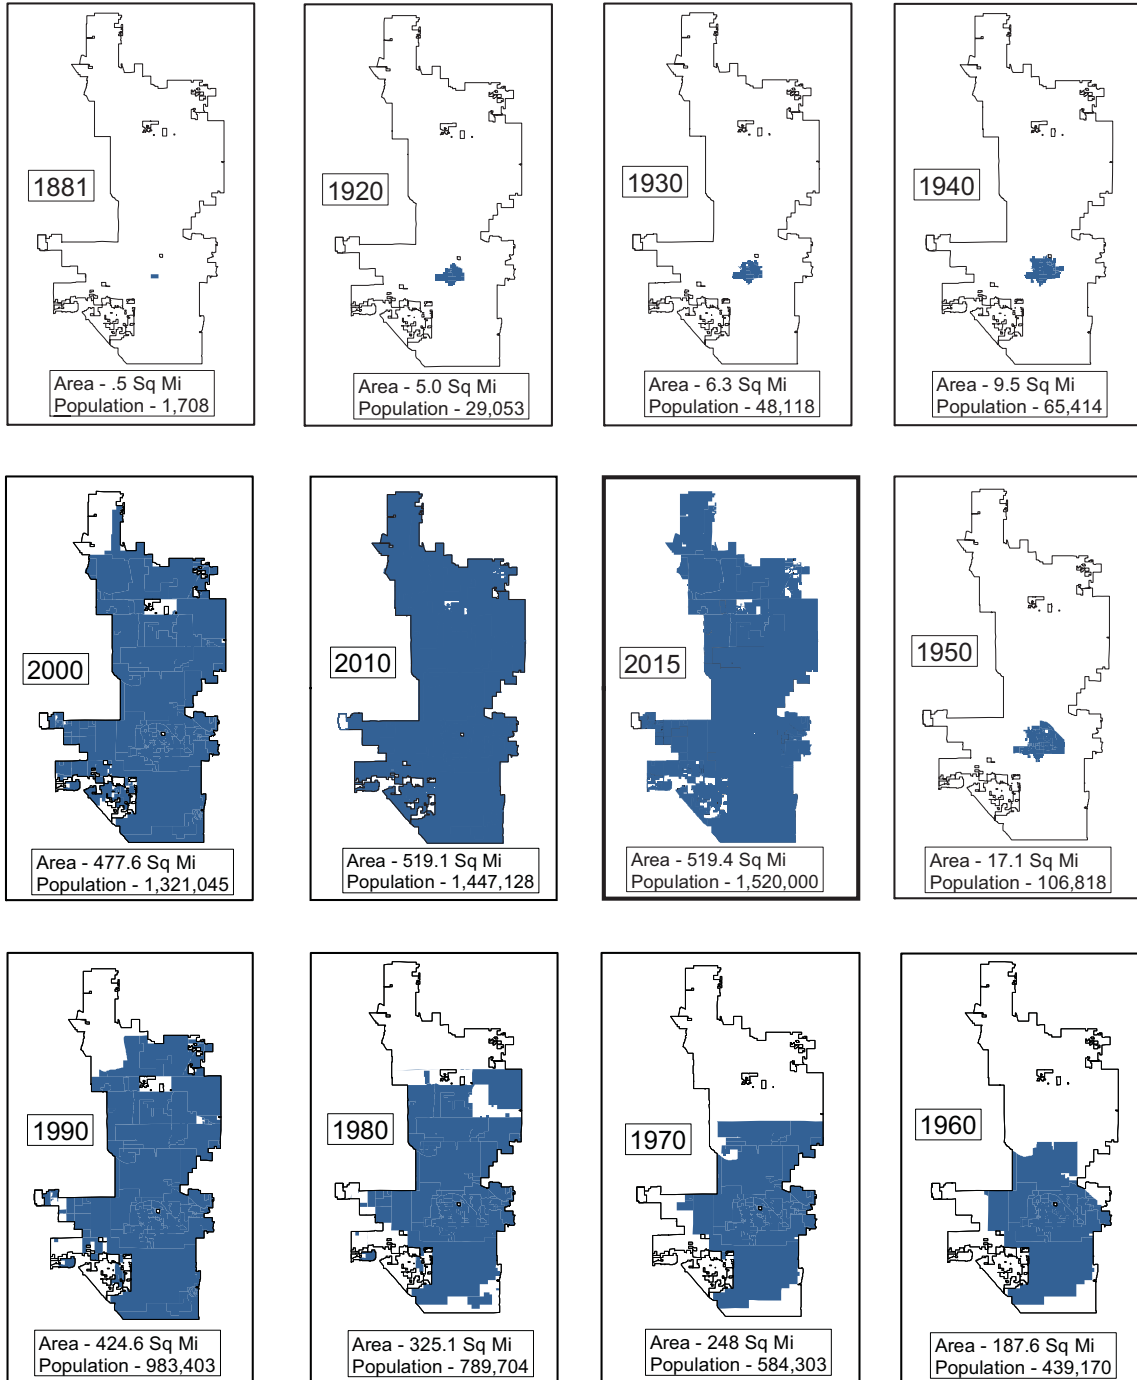 1881
Area - .5 Sq Mi
Population - 1,708
1920
Area - 5.0 Sq Mi
Population - 29,053
1930
Area - 6.3 Sq Mi
Population - 48,118
1940
Area - 9.5 Sq Mi
Population - 65,414
2000
Area - 477.6 Sq Mi
Population - 1,321,045
2010
Area - 519.1 Sq Mi
Population - 1,447,128
2015
Area - 519.4 Sq Mi
Population - 1,520,000
1950
Area - 17.1 Sq Mi
Population - 106,818
1990
Area - 424.6 Sq Mi
Population - 983,403
1980
Area - 325.1 Sq Mi
Population - 789,704
1970
Area - 248 Sq Mi
Population - 584,303
1960
Area - 187.6 Sq Mi
Population - 439,170